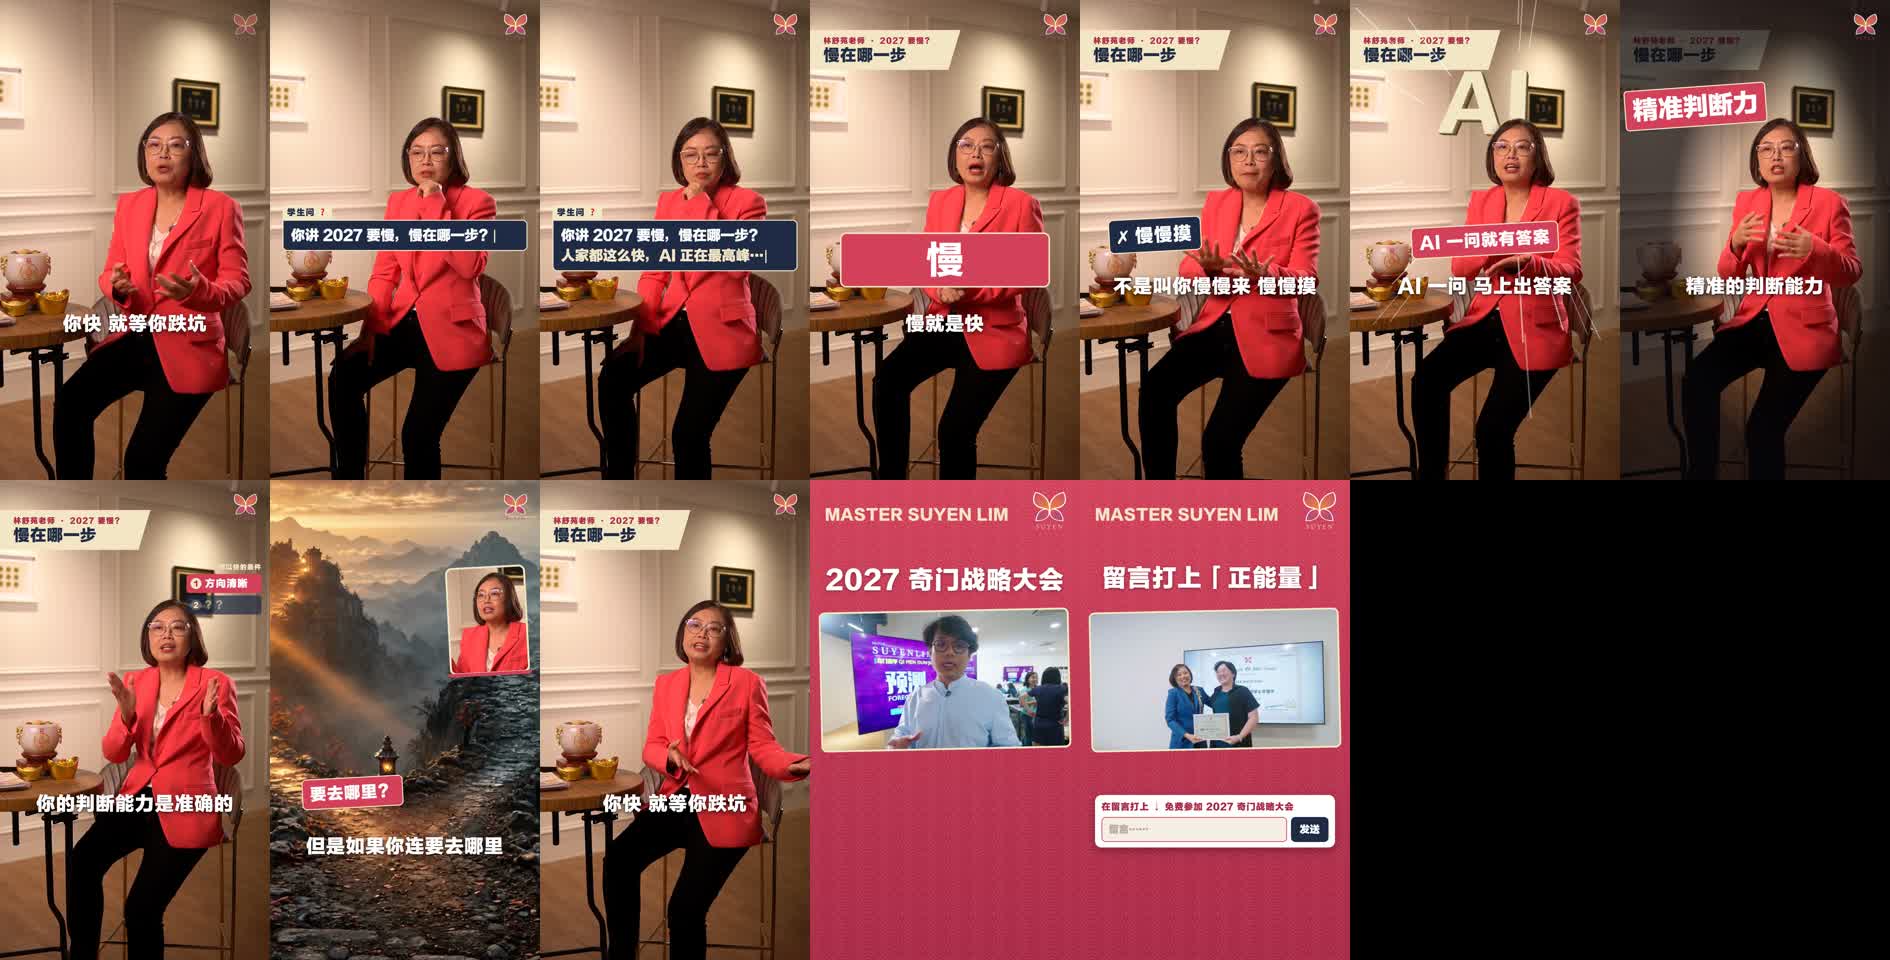 你快 就等你跌坑
学生问 ?
你讲 2027 要慢，慢在哪一步？
学生问 ?
你讲 2027 要慢，慢在哪一步？
人家都这么快，AI 正在最高峰…
林舒苑老师 · 2027 要慢?
慢在哪一步
慢
慢就是快
林舒苑老师 · 2027 要慢?
慢在哪一步
✗ 慢慢摸
不是叫你慢慢来 慢慢摸
林舒苑老师 · 2027 要慢?
慢在哪一步
AI
AI 一问就有答案
AI 一问 马上出答案
林舒苑老师 · 2027 要慢?
慢在哪一步
精准判断力
精准的判断能力
林舒苑老师 · 2027 要慢?
慢在哪一步
1 方向清晰
2 ? ?
你的判断能力是准确的
要去哪里？
但是如果你连要去哪里
林舒苑老师 · 2027 要慢?
慢在哪一步
你快 就等你跌坑
MASTER SUYEN LIM
SUYEN
2027 奇门战略大会
预测
MASTER SUYEN LIM
SUYEN
留言打上「正能量」
在留言打上 ↓ 免费参加 2027 奇门战略大会
留言……
发送